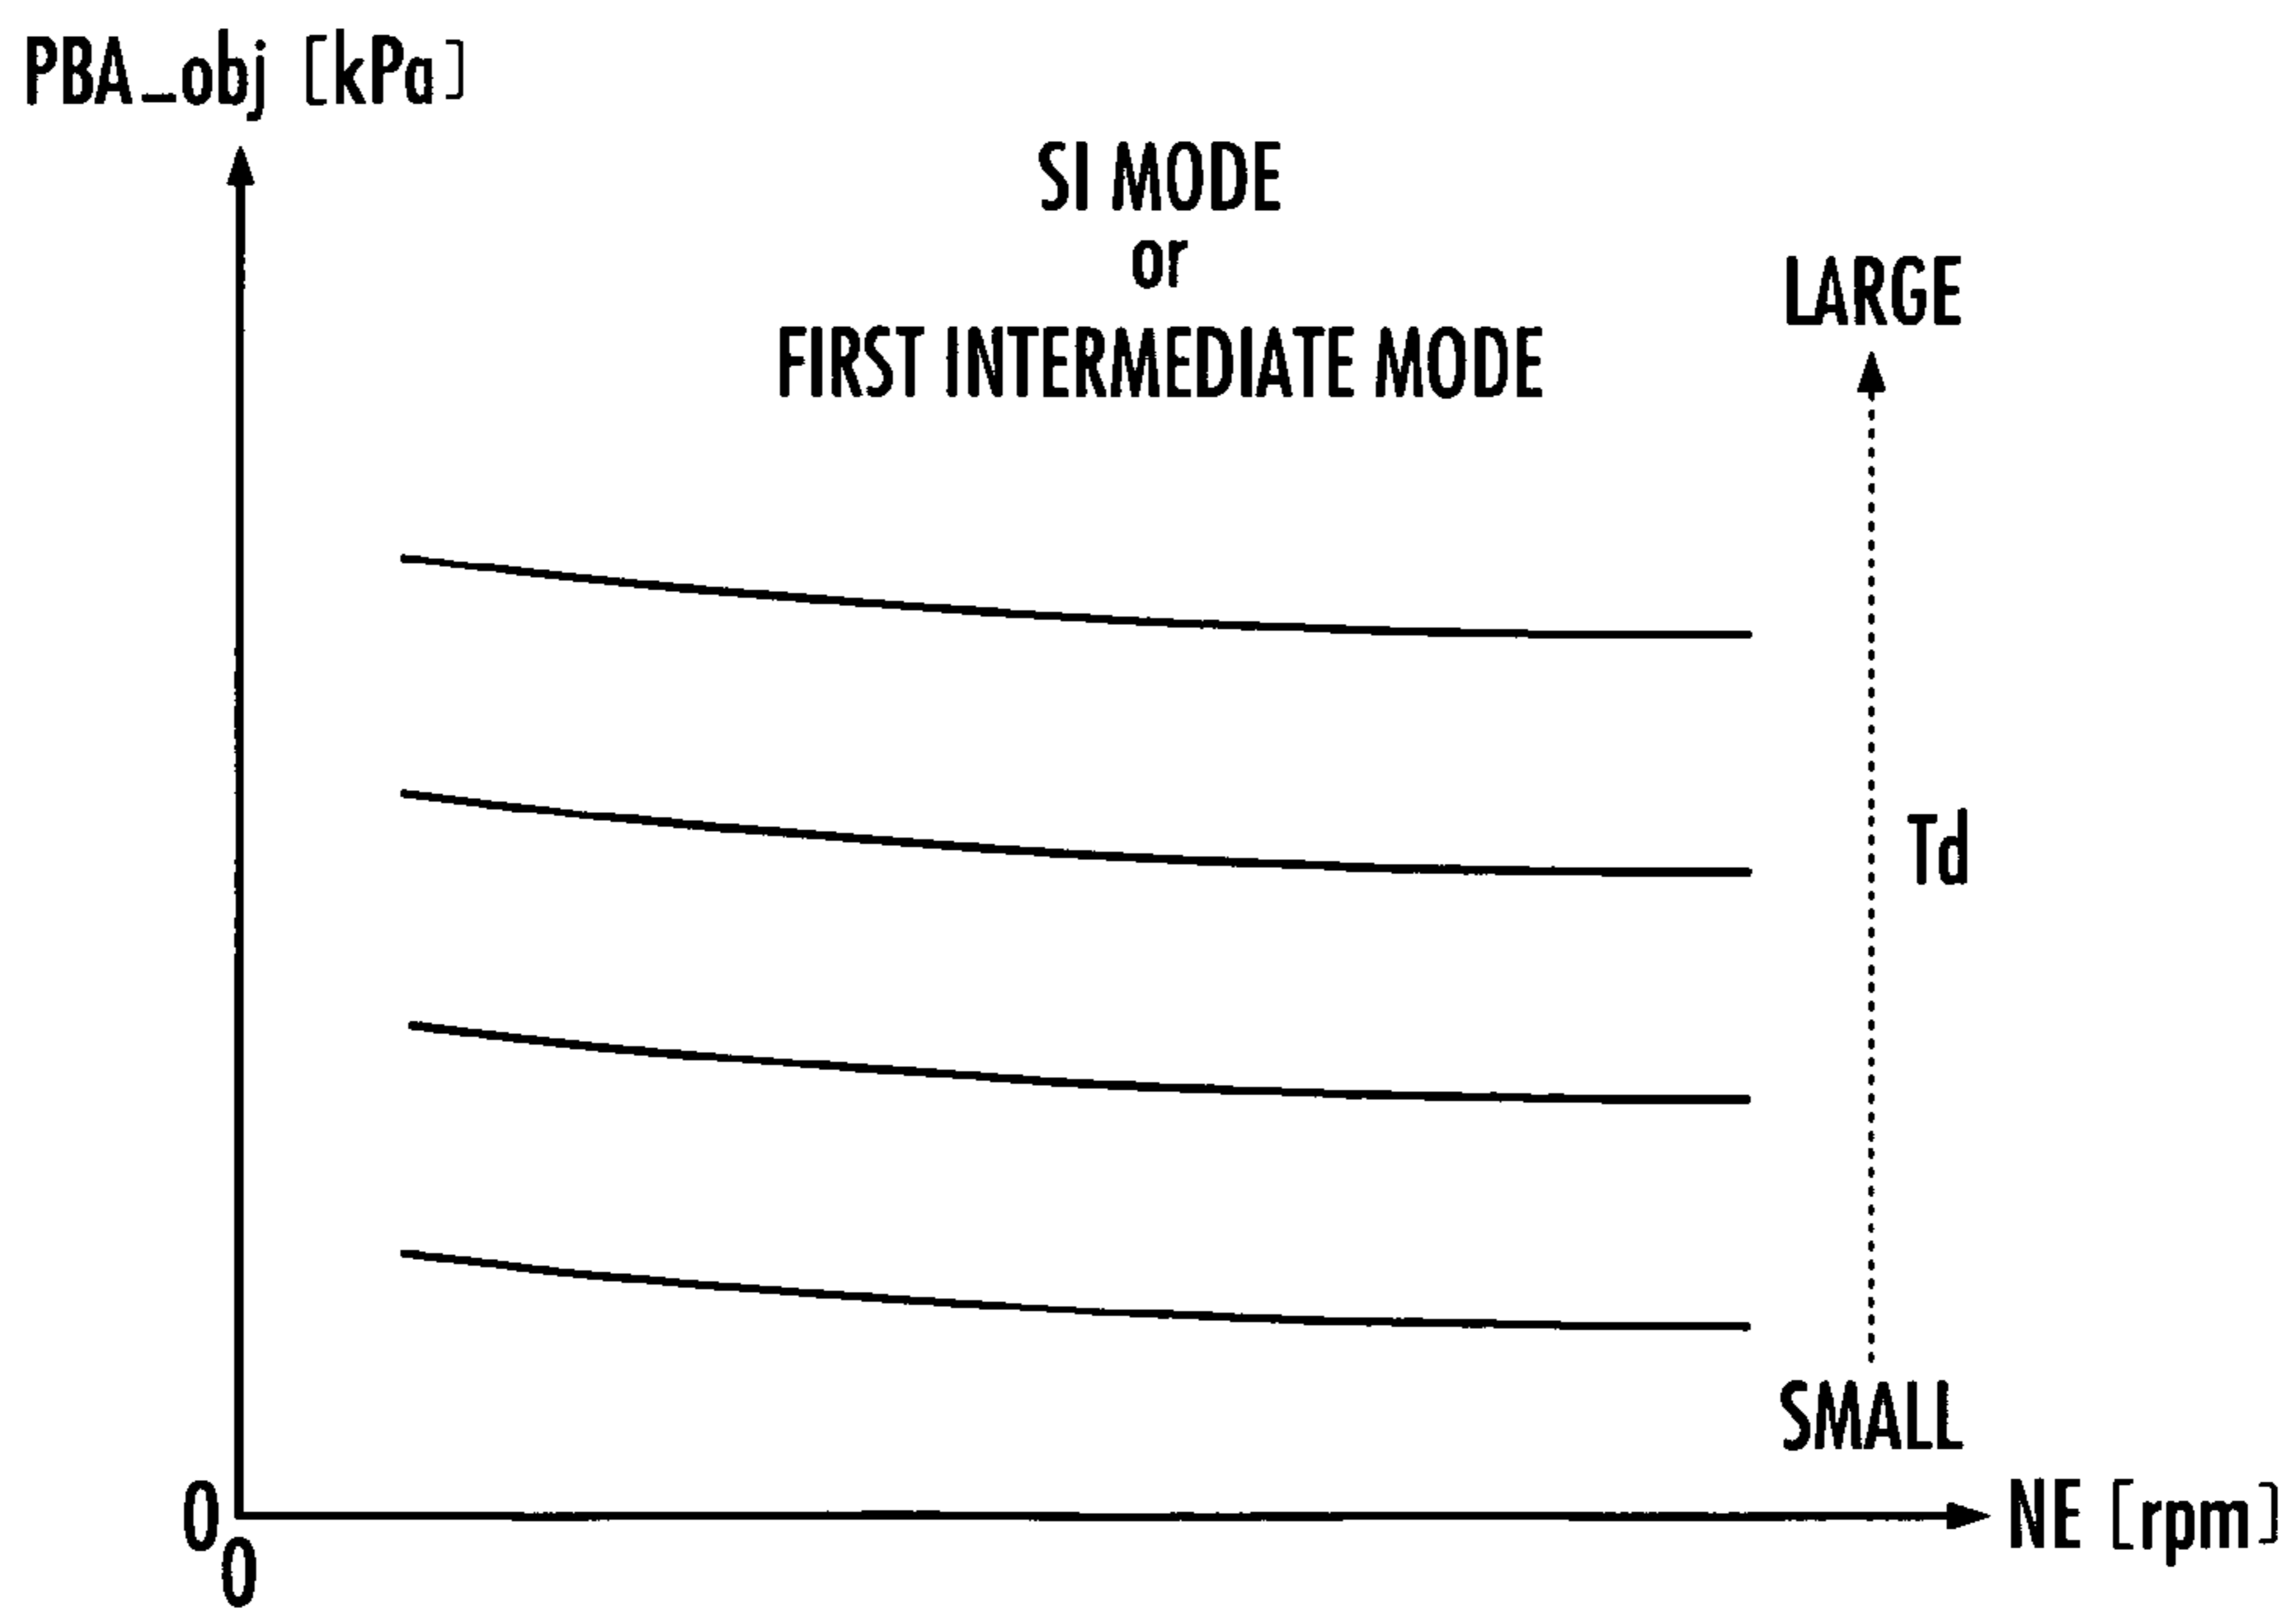 PBA_obj [kPa]
SI MODE
or
FIRST INTERMEDIATE MODE
LARGE
Td
SMALL
0
0
NE [rpm]